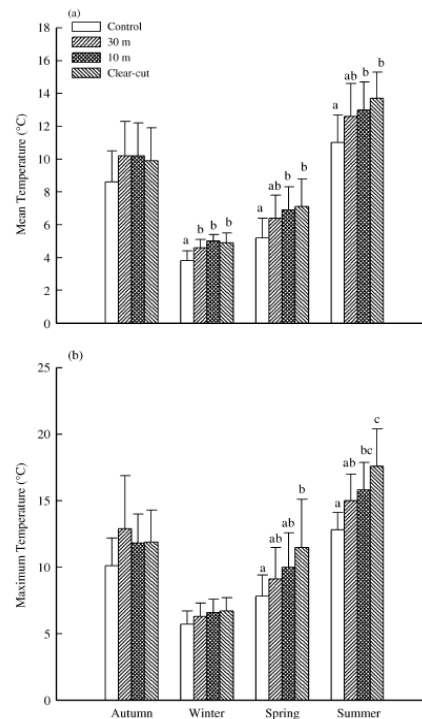 (a)
Control
30 m
10 m
Clear-cut
Mean Temperature (°C)
18
16
14
12
10
8
6
4
2
0
a b b b
a ab b b
a ab b b
(b)
Maximum Temperature (°C)
25
20
15
10
5
0
a ab ab b
a ab bc c
Autumn Winter Spring Summer